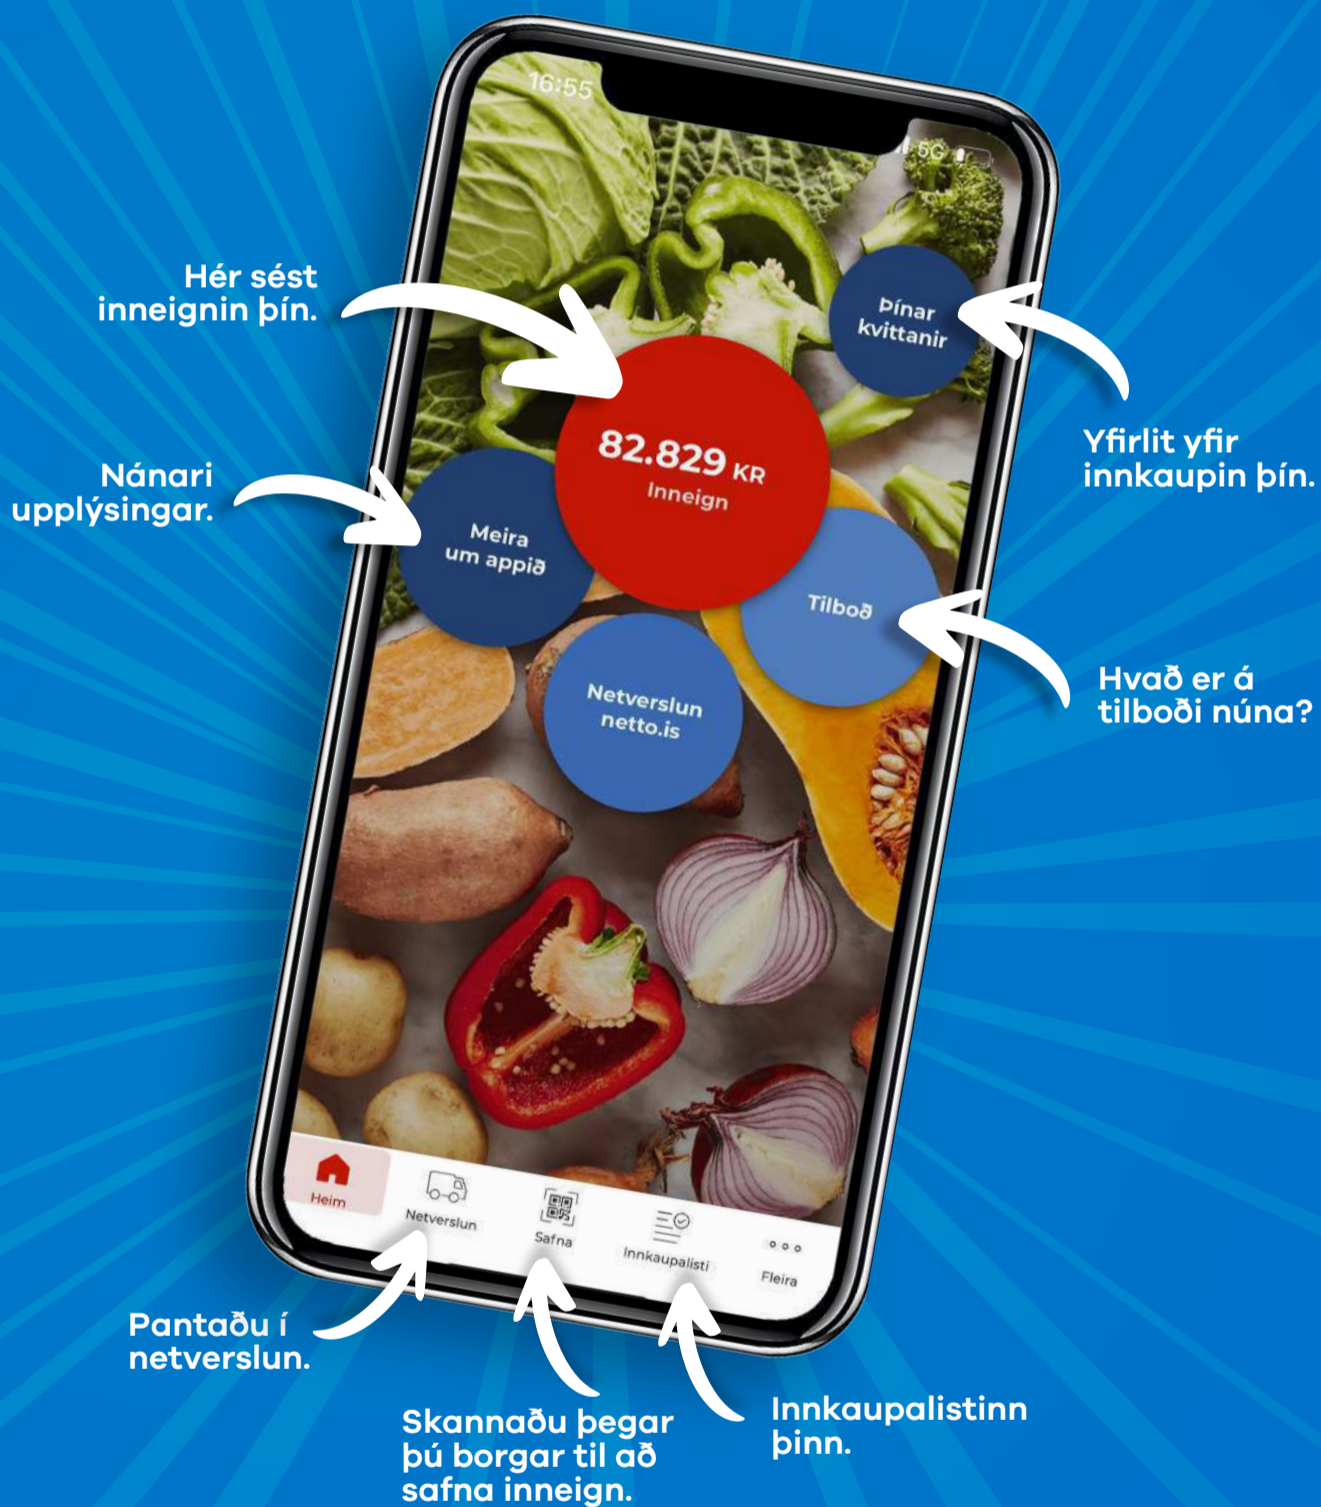 16:55
5G
Hér sést
inneignin þín.
Þínar
kvittanir
82.829 KR
Inneign
Yfirlit yfir
innkaupin þín.
Nánari
upplýsingar.
Meira
um appið
Tilboð
Hvað er á
tilboði núna?
Netverslun
netto.is
Heim
Netverslun
Safna
Innkaupalisti
Fleira
Pantaðu í
netverslun.
Skannaðu þegar
þú borgar til að
safna inneign.
Innkaupalistinn
þinn.